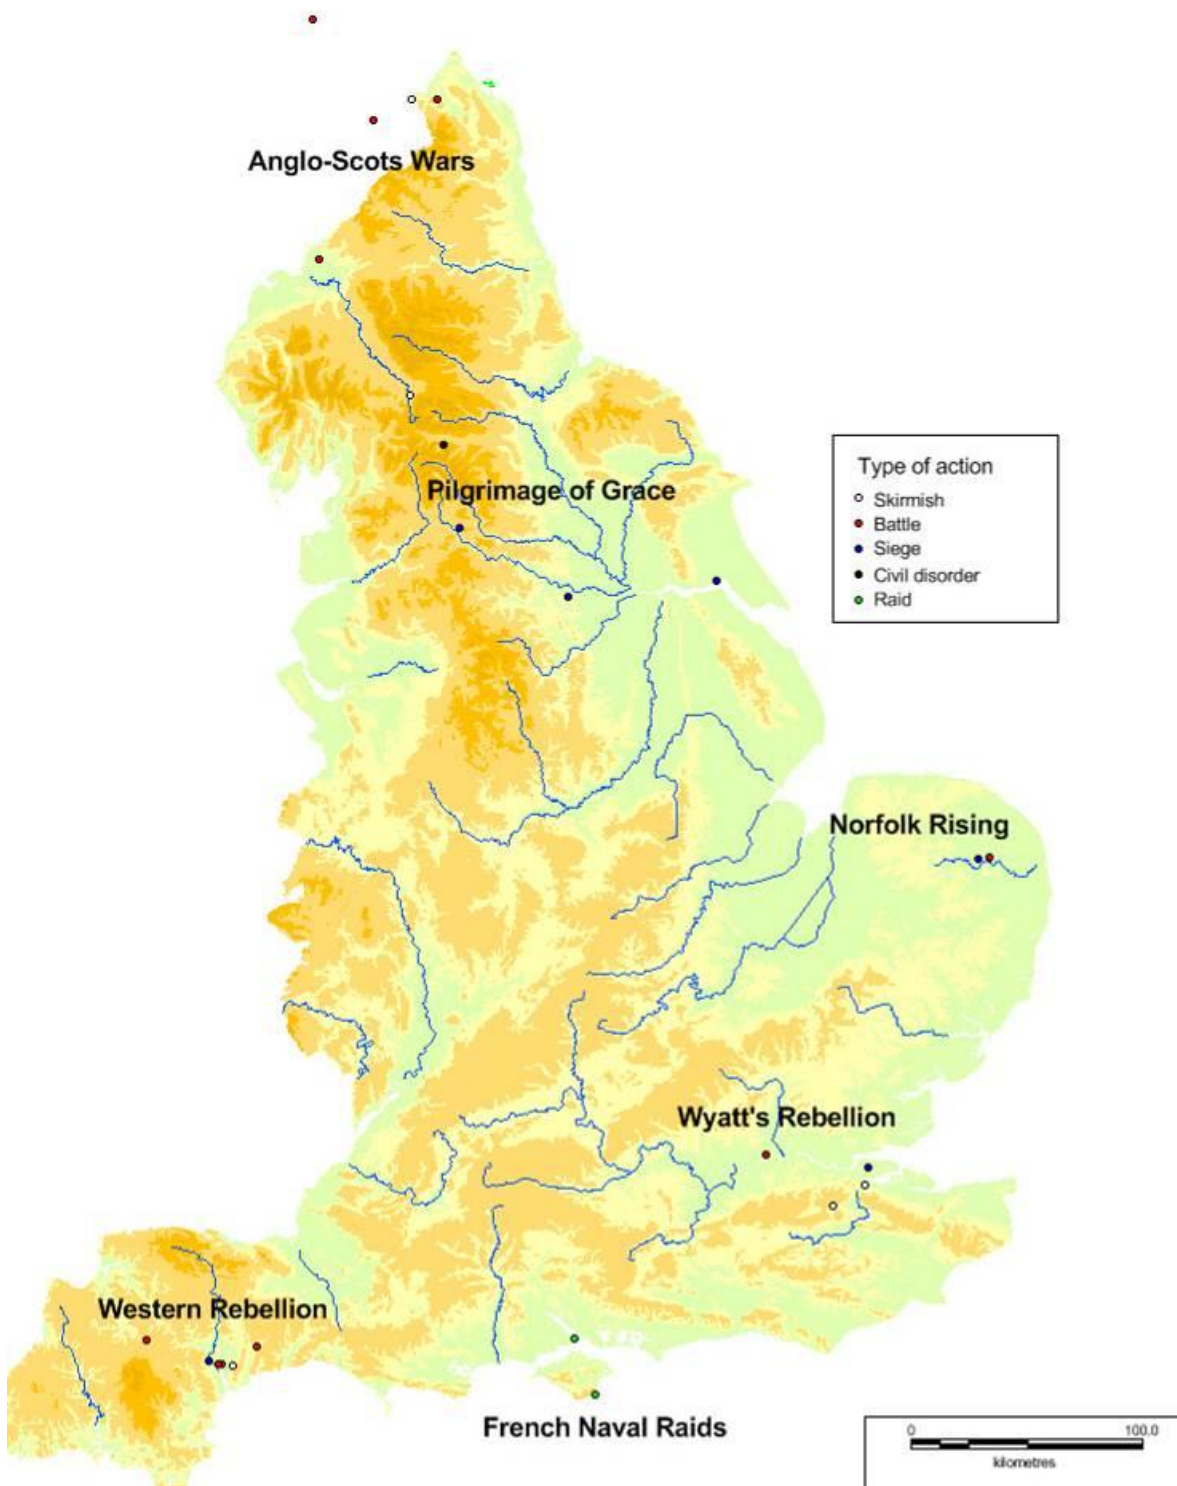 Anglo-Scots Wars
Pilgrimage of Grace
Type of action
Skirmish
Battle
Siege
Civil disorder
Raid
Norfolk Rising
Wyatt's Rebellion
Western Rebellion
French Naval Raids
0 100.0
kilometres